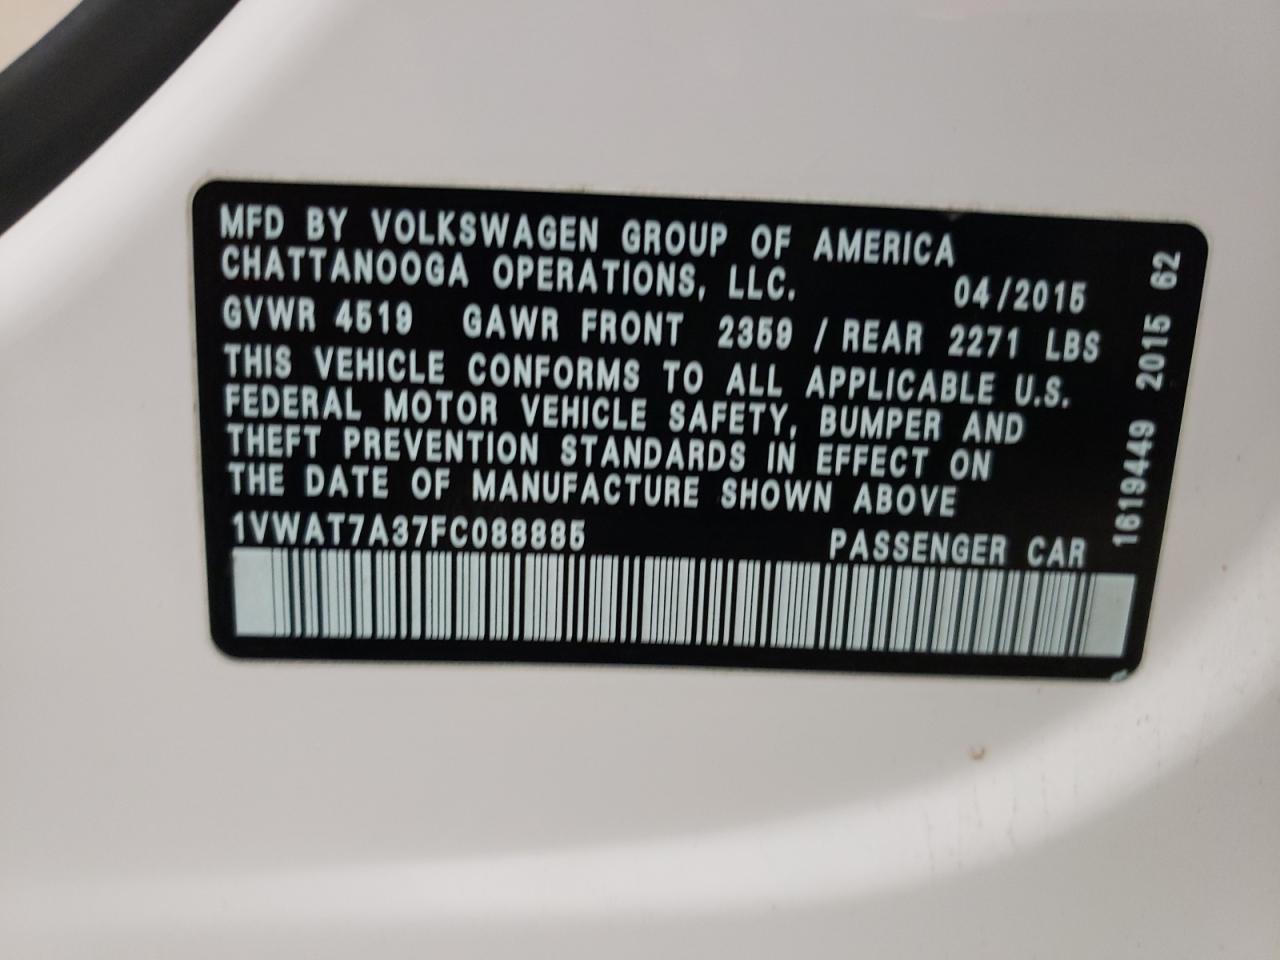 MFD BY VOLKSWAGEN GROUP OF AMERICA
CHATTANOOGA OPERATIONS, LLC. 04/2015
GVWR 4519 GAWR FRONT 2359 / REAR 2271 LBS
THIS VEHICLE CONFORMS TO ALL APPLICABLE U.S.
FEDERAL MOTOR VEHICLE SAFETY, BUMPER AND
THEFT PREVENTION STANDARDS IN EFFECT ON
THE DATE OF MANUFACTURE SHOWN ABOVE
1VWAT7A37FC088885 PASSENGER CAR
1619449 2015 62